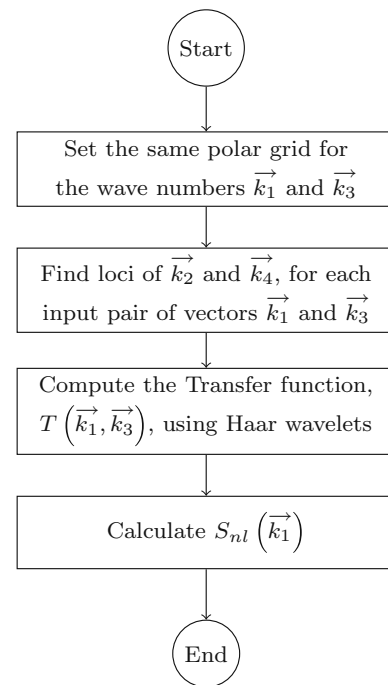 Start
Set the same polar grid for
the wave numbers $\overrightarrow{k_1}$ and $\overrightarrow{k_3}$
Find loci of $\overrightarrow{k_2}$ and $\overrightarrow{k_4}$, for each
input pair of vectors $\overrightarrow{k_1}$ and $\overrightarrow{k_3}$
Compute the Transfer function,
$T\left(\overrightarrow{k_1}, \overrightarrow{k_3}\right)$, using Haar wavelets
Calculate $S_{nl}\left(\overrightarrow{k_1}\right)$
End